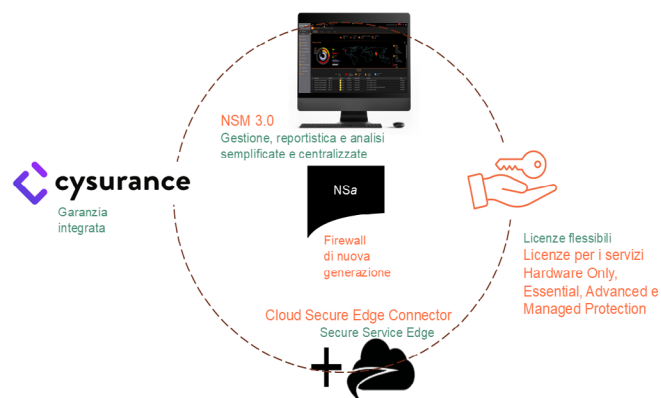 NSM 3.0
Gestione, reportistica e analisi
semplificate e centralizzate
cysurance
Garanzia
integrata
NSa
Firewall
di nuova
generazione
Licenze flessibili
Licenze per i servizi
Hardware Only,
Essential, Advanced e
Managed Protection
Cloud Secure Edge Connector
Secure Service Edge
+